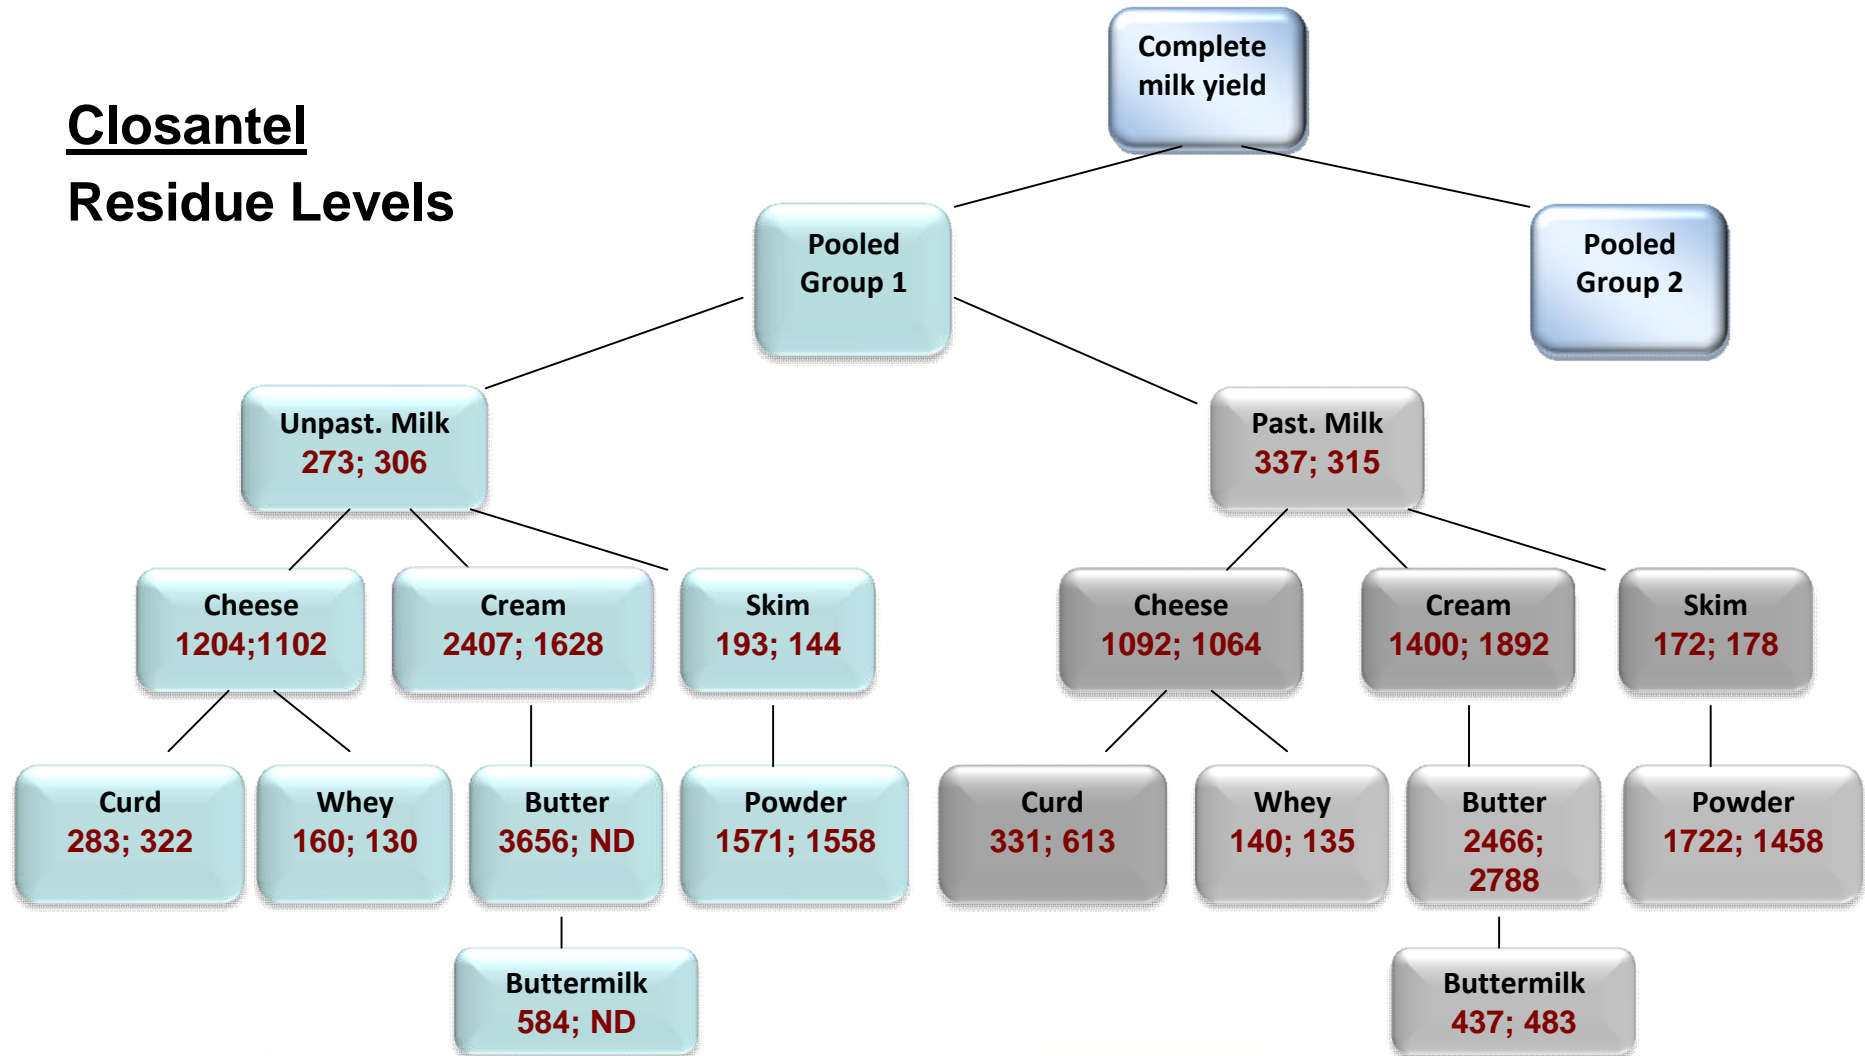 Closantel
Residue Levels
Complete
milk yield
Pooled
Group 1
Pooled
Group 2
Unpast. Milk
273; 306
Past. Milk
337; 315
Cheese
1204;1102
Cream
2407; 1628
Skim
193; 144
Cheese
1092; 1064
Cream
1400; 1892
Skim
172; 178
Curd
283; 322
Whey
160; 130
Butter
3656; ND
Powder
1571; 1558
Curd
331; 613
Whey
140; 135
Butter
2466;
2788
Powder
1722; 1458
Buttermilk
584; ND
Buttermilk
437; 483